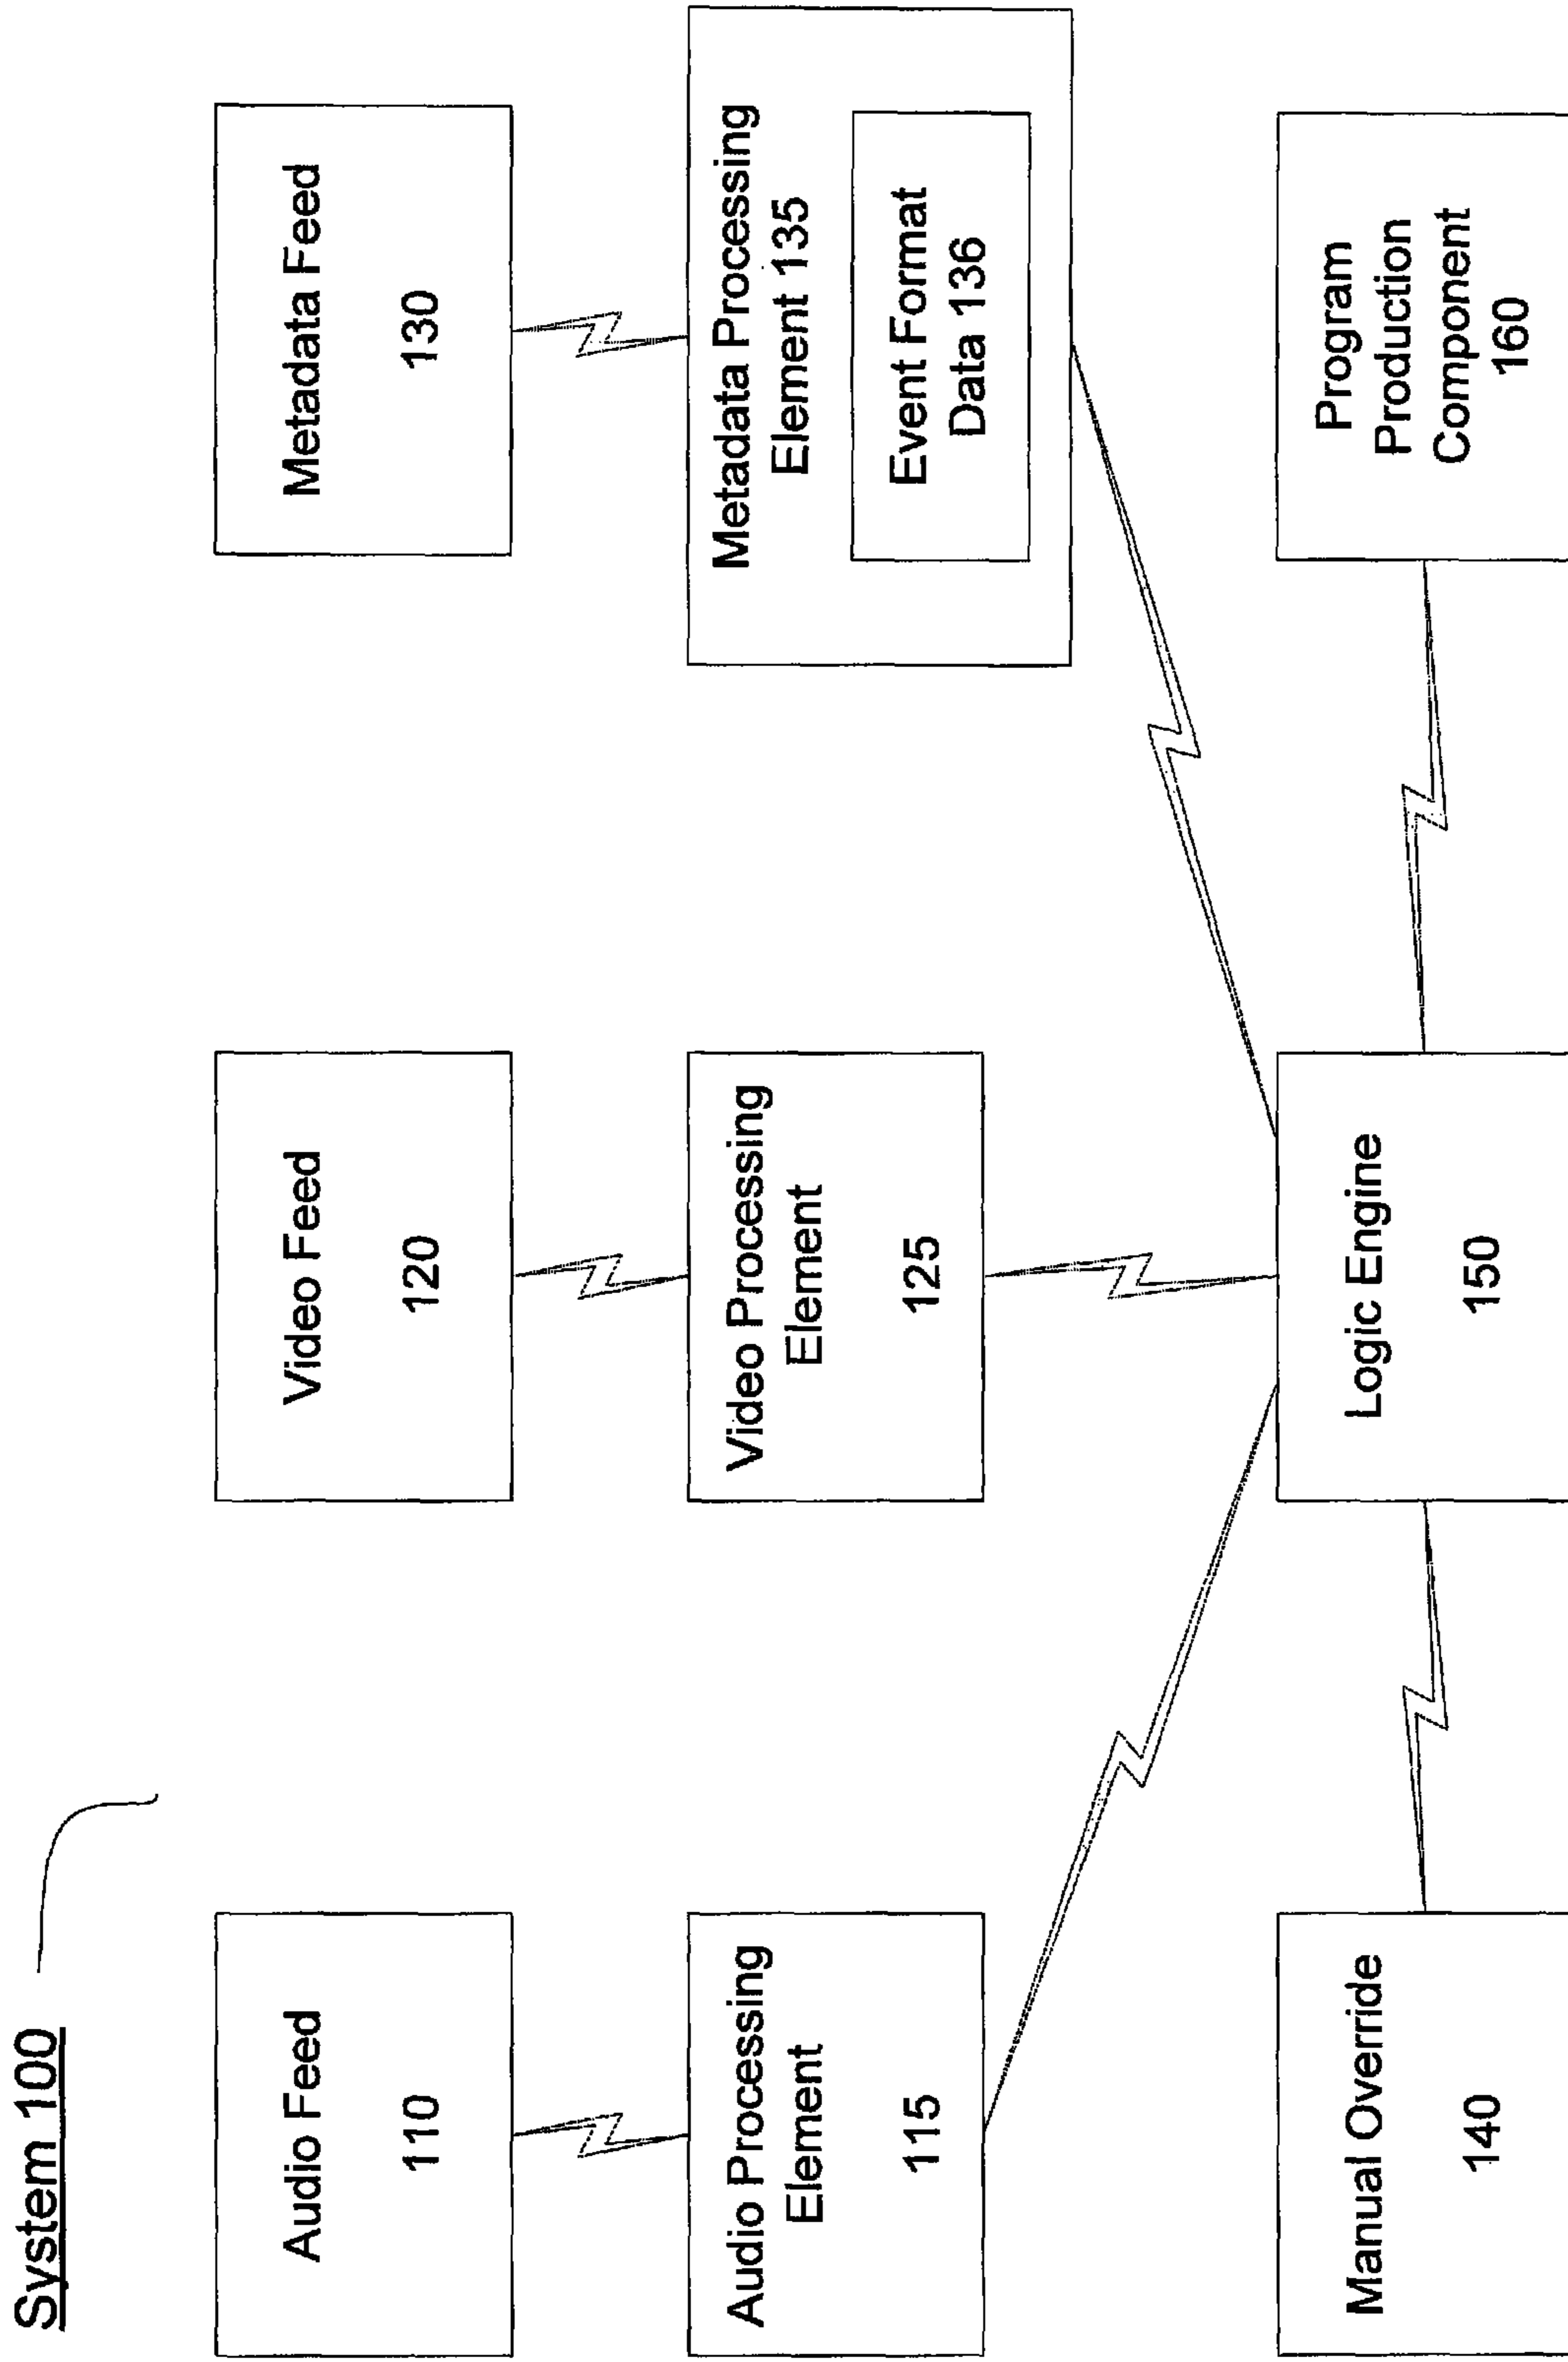 System 100
Audio Feed
110
Video Feed
120
Metadata Feed
130
Audio Processing
Element
115
Video Processing
Element
125
Metadata Processing
Element 135
Event Format
Data 136
Manual Override
140
Logic Engine
150
Program
Production
Component
160